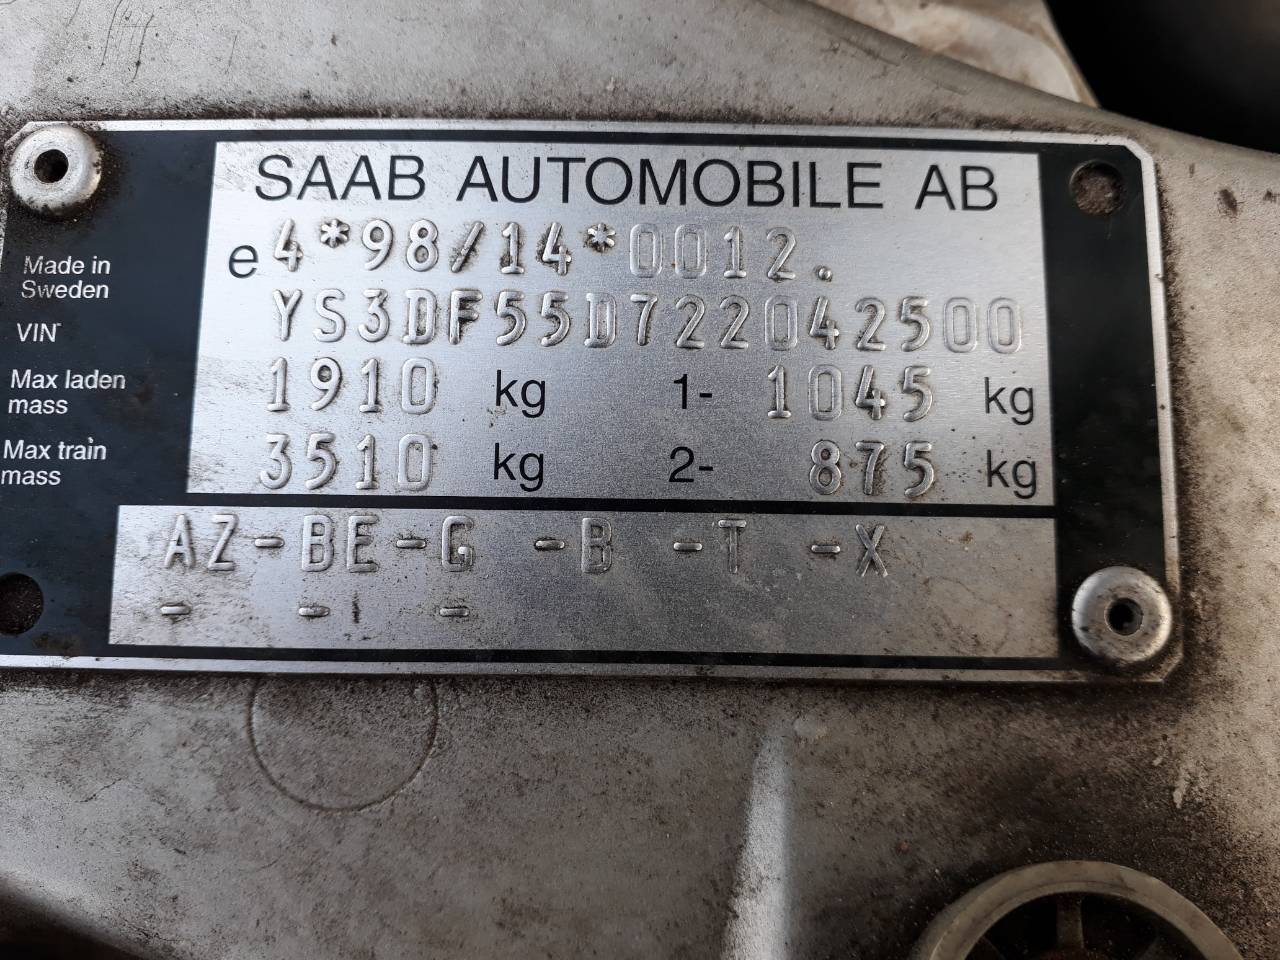 SAAB AUTOMOBILE AB
e4*98/14*0012.
Made in
Sweden
VIN YS3DF55D722042500
Max laden
mass 1910 kg 1- 1045 kg
Max train
mass 3510 kg 2- 875 kg
AZ-BE-G -B -T -X
- - -